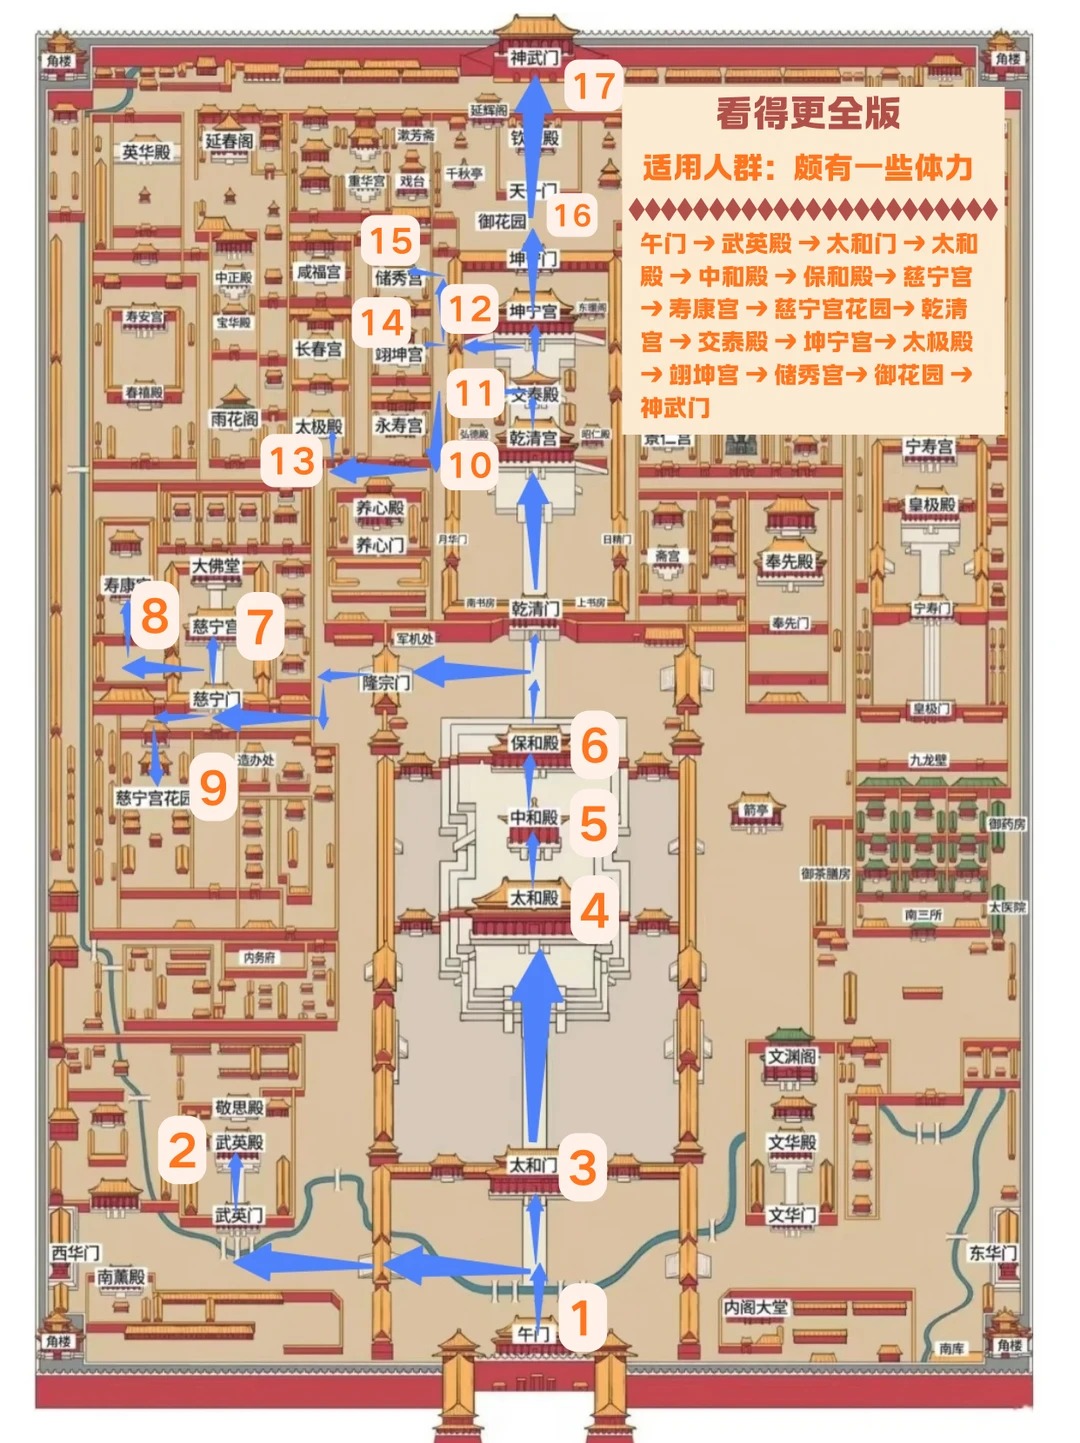 神武门
角楼
角楼
17
看得更全版
适用人群：颇有一些体力
午门 → 武英殿 → 太和门 → 太和
殿 → 中和殿 → 保和殿→ 慈宁宫
→ 寿康宫 → 慈宁宫花园→ 乾清
宫 → 交泰殿 → 坤宁宫→ 太极殿
→ 翊坤宫 → 储秀宫→ 御花园 →
神武门
延辉阁
漱芳斋
钦 殿
英华殿
延春阁
重华宫
戏台
千秋亭
天 门
16
御花园
15
坤 门
中正殿
咸福宫
储秀宫
12
坤宁宫
东暖阁
寿安宫
宝华殿
14
长春宫
翊坤宫
11
交泰殿
春禧殿
雨花阁
太极殿
永寿宫
弘德殿
乾清宫
昭仁殿
景仁宫
宁寿宫
13
10
养心殿
皇极殿
养心门
月华门
日精门
斋宫
奉先殿
大佛堂
寿康宫
8
慈宁宫
7
南书房
乾清门
上书房
宁寿门
奉先门
军机处
隆宗门
慈宁门
皇极门
保和殿
6
造办处
九龙壁
慈宁宫花园
9
箭亭
中和殿
5
御药房
御茶膳房
太和殿
4
南三所
太医院
内务府
文渊阁
敬思殿
2
武英殿
文华殿
太和门
3
武英门
文华门
西华门
东华门
南薰殿
内阁大堂
1
午门
角楼
南库
角楼